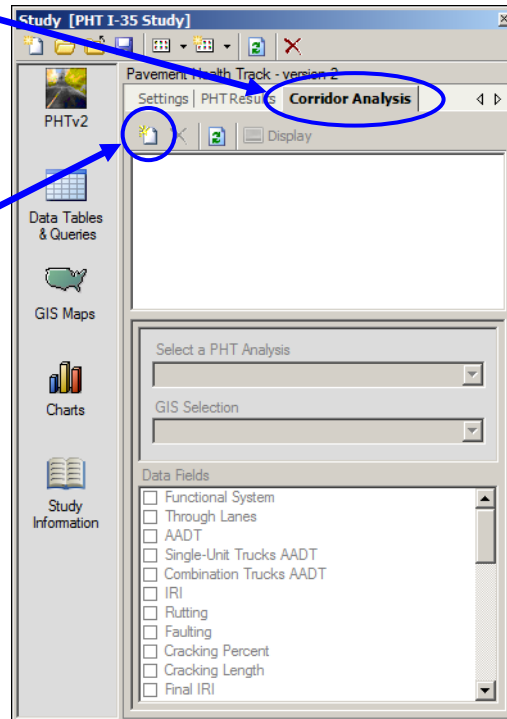 Study [PHT I-35 Study]
Pavement Health Track - version 2
Settings PHT Results Corridor Analysis
PHTv2
Display
Data Tables
& Queries
GIS Maps
Select a PHT Analysis
GIS Selection
Charts
Data Fields
Functional System
Through Lanes
AADT
Single-Unit Trucks AADT
Combination Trucks AADT
IRI
Rutting
Faulting
Cracking Percent
Cracking Length
Final IRI
Study
Information